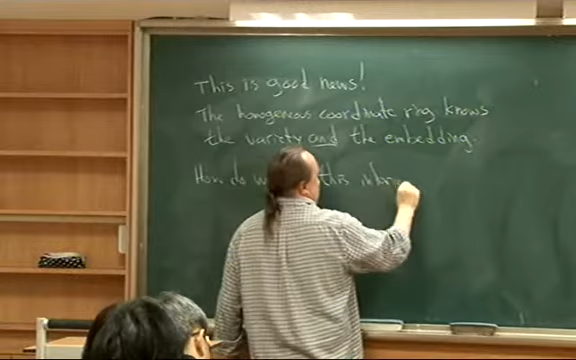 This is good news!
The homogeneous coordinate ring knows
the variety and the embedding.
How do this